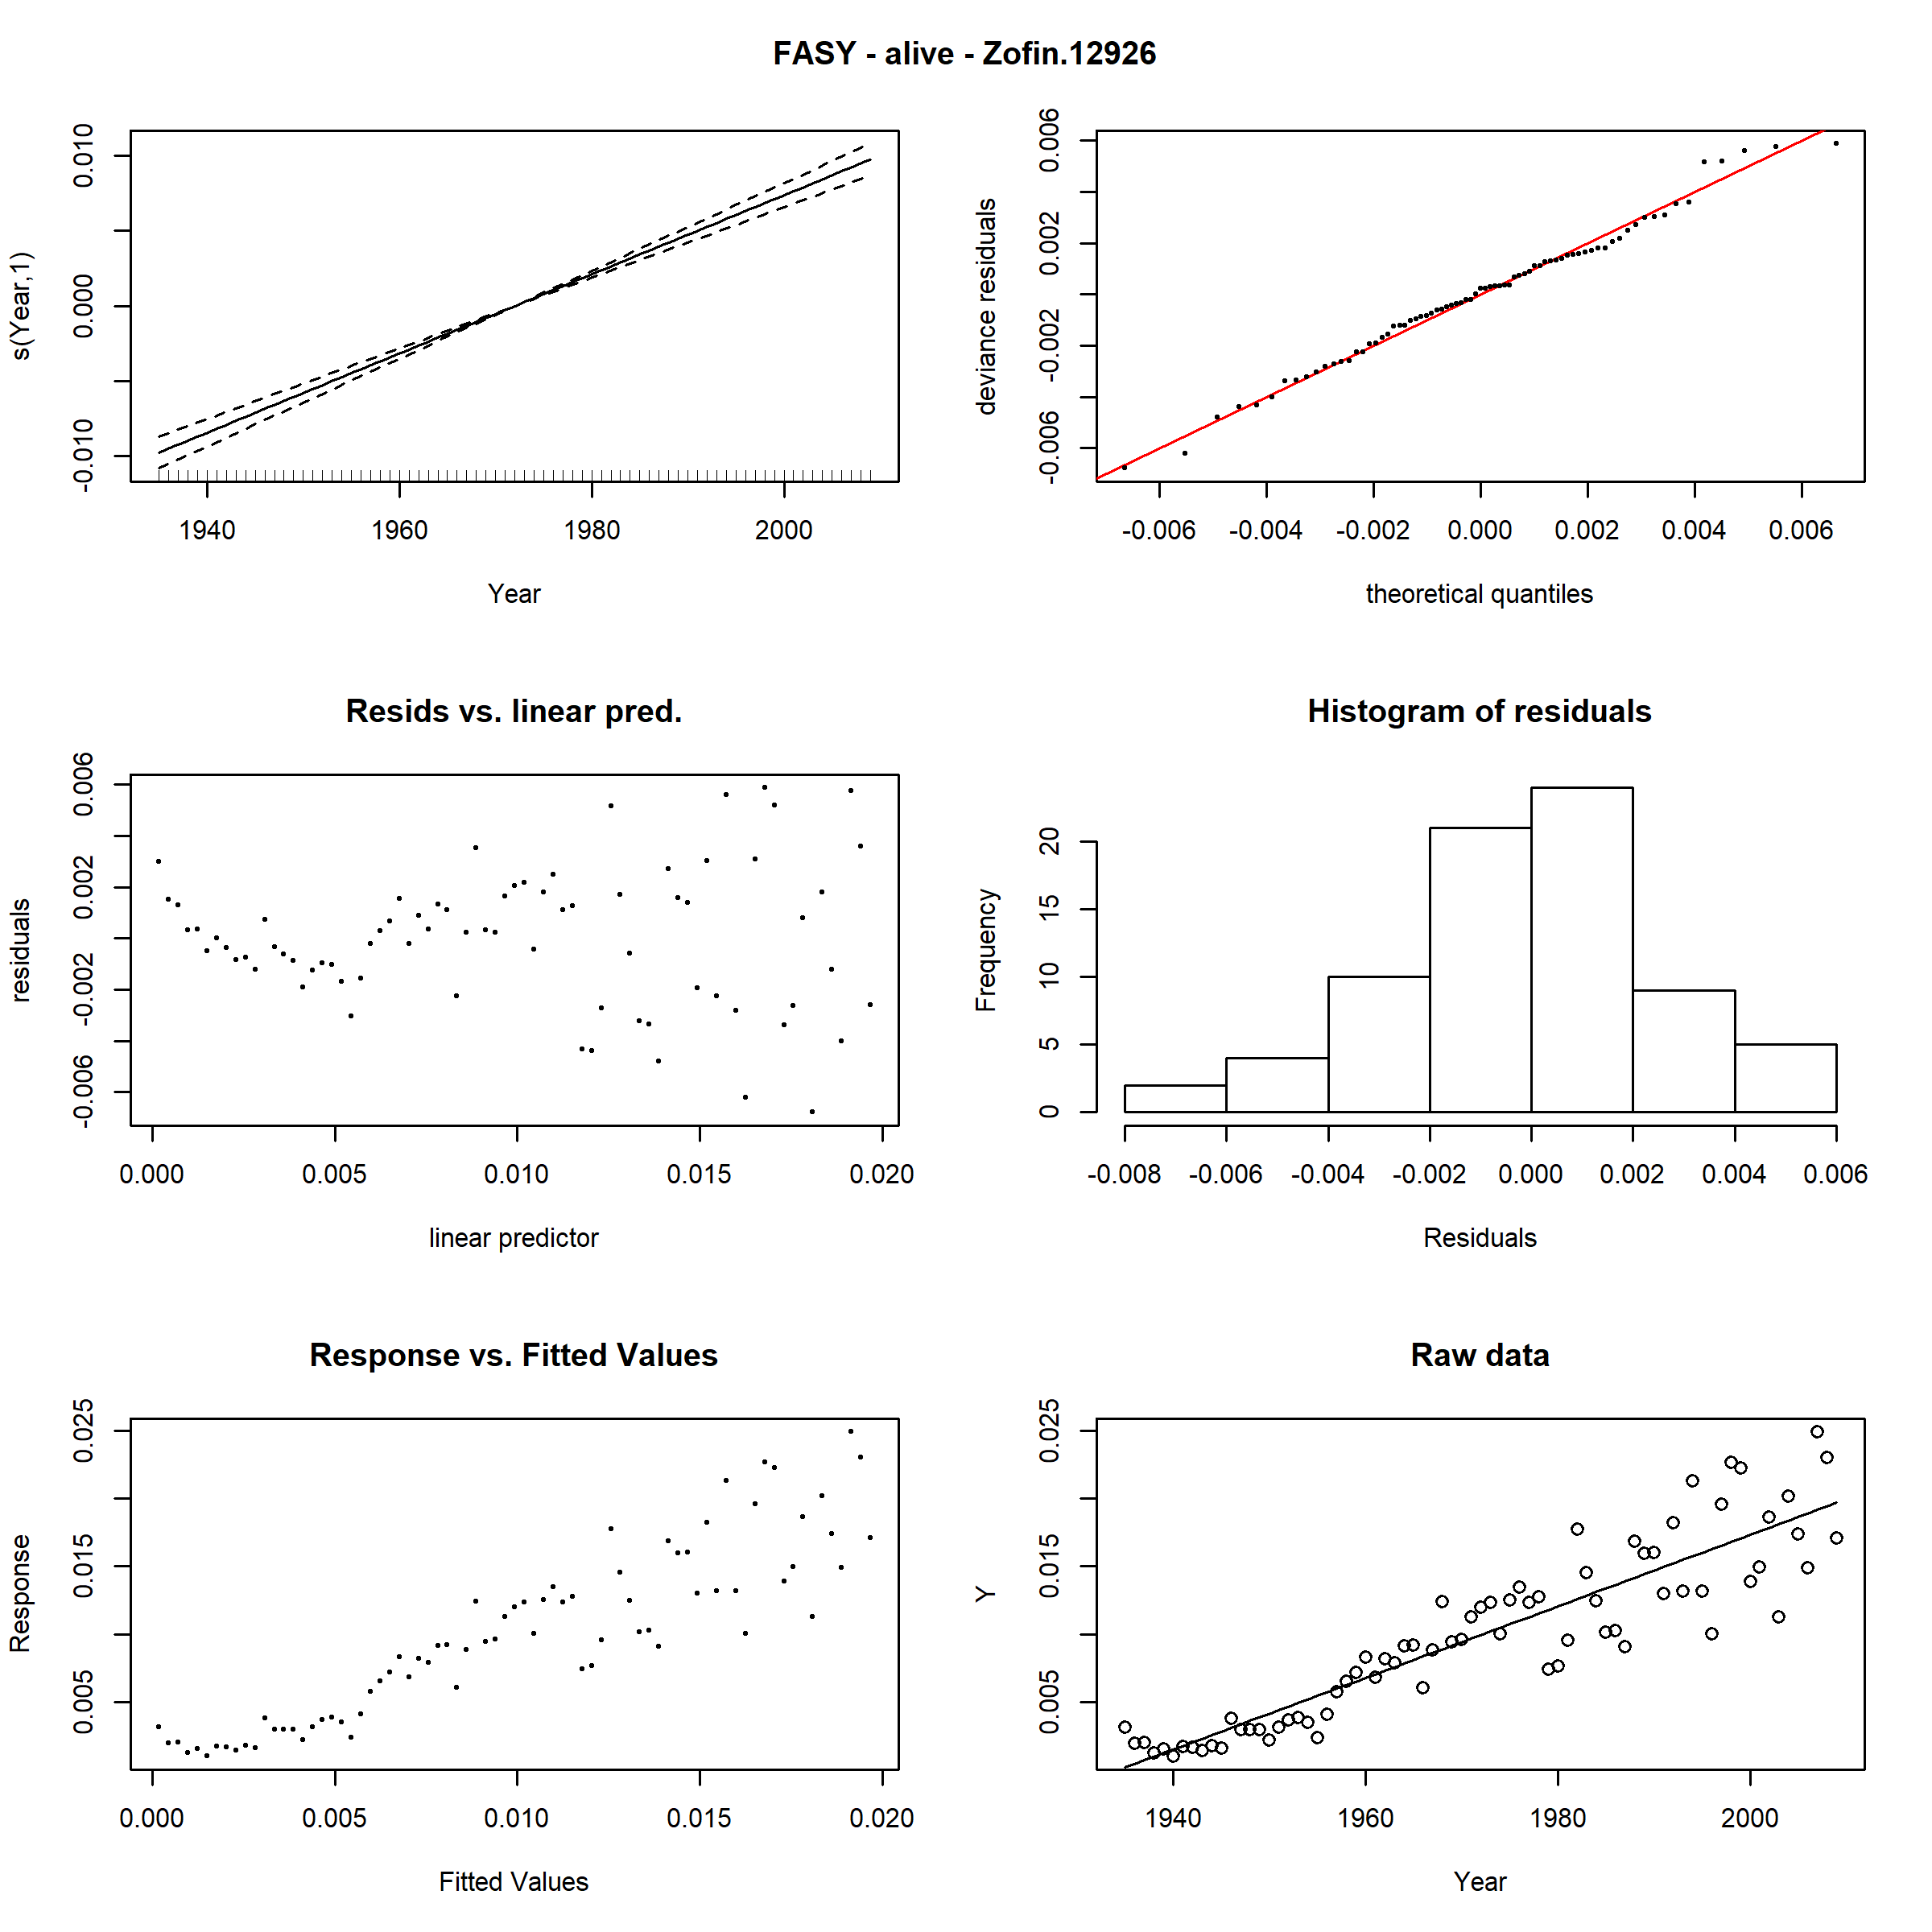 FASY - alive - Zofin.12926
s(Year,1)
-0.010 0.000 0.010
1940 1960 1980 2000
Year
deviance residuals
-0.006 -0.002 0.002 0.006
-0.006 -0.004 -0.002 0.000 0.002 0.004 0.006
theoretical quantiles
Resids vs. linear pred.
residuals
-0.006 -0.002 0.002 0.006
0.000 0.005 0.010 0.015 0.020
linear predictor
Histogram of residuals
Frequency
0 5 10 15 20
-0.008 -0.006 -0.004 -0.002 0.000 0.002 0.004 0.006
Residuals
Response vs. Fitted Values
Response
0.005 0.015 0.025
0.000 0.005 0.010 0.015 0.020
Fitted Values
Raw data
Y
0.005 0.015 0.025
1940 1960 1980 2000
Year